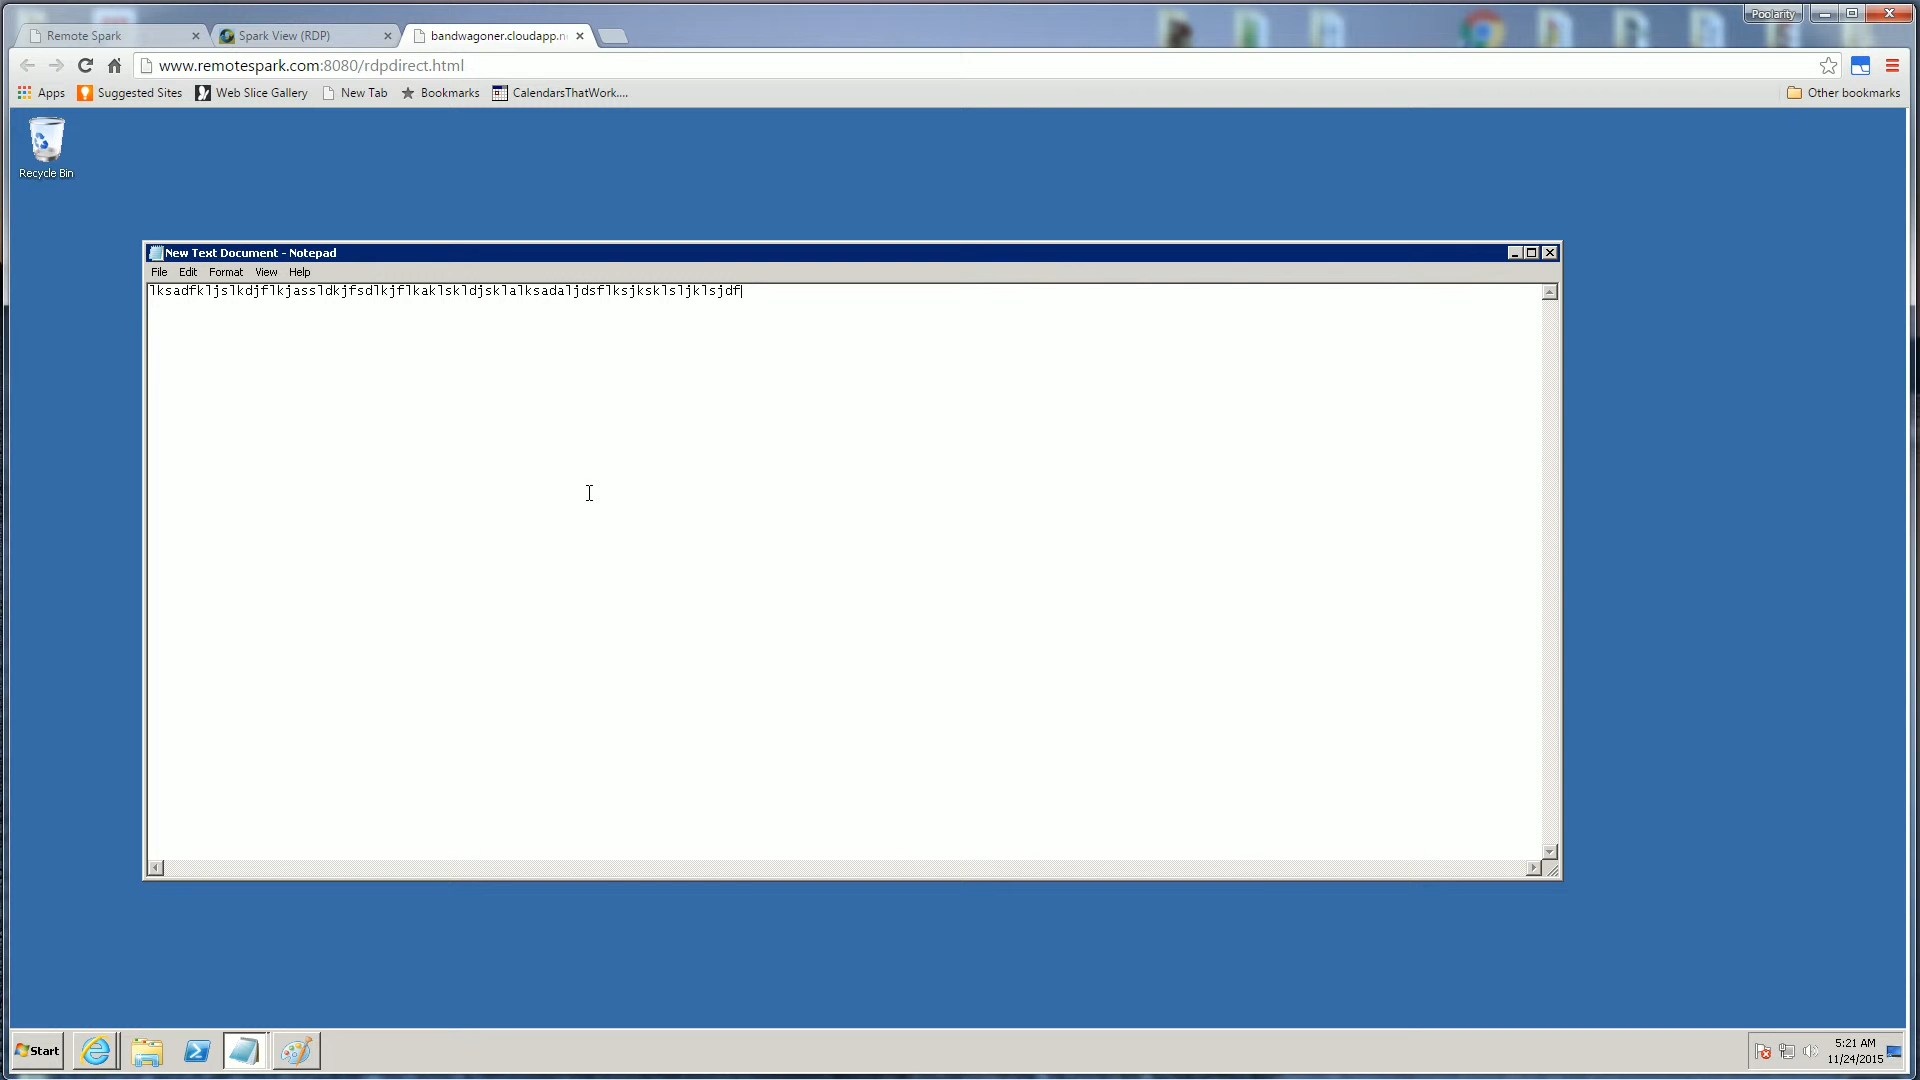 Poolarity
Remote Spark
Spark View (RDP)
bandwagoner.cloudapp.n
www.remotespark.com:8080/rdpdirect.html
Apps
Suggested Sites
Web Slice Gallery
New Tab
Bookmarks
CalendarsThatWork....
Other bookmarks
Recycle Bin
New Text Document - Notepad
File Edit Format View Help
lksadfkljslkdjflkjassldkjfsdlkjflkaklskldjsklalksadaljdsflksjksklsljklsjdf
Start
5:21 AM
11/24/2015